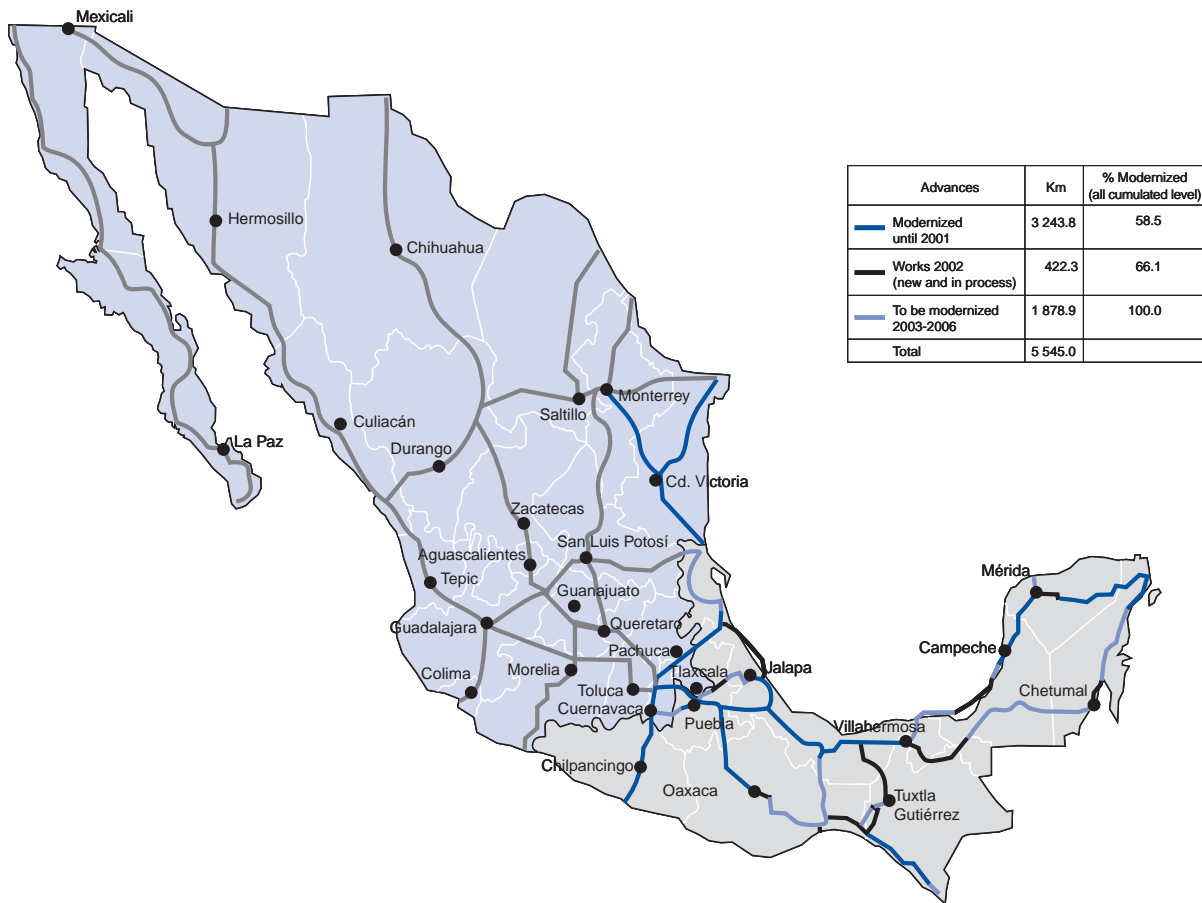 Mexicali
Hermosillo
Chihuahua
Advances Km % Modernized
(all cumulated level)
Modernized
until 2001 3 243.8 58.5
Works 2002
(new and in process) 422.3 66.1
To be modernized
2003-2006 1 878.9 100.0
Total 5 545.0
Monterrey
Saltillo
Culiacán
La Paz
Durango
Cd. Victoria
Zacatecas
San Luis Potosí
Aguascalientes
Tepic
Guanajuato
Mérida
Guadalajara
Queretaro
Pachuca
Campeche
Colima
Morelia
Tlaxcala
Jalapa
Toluca
Chetumal
Cuernavaca
Puebla
Villahermosa
Chilpancingo
Oaxaca
Tuxtla
Gutiérrez